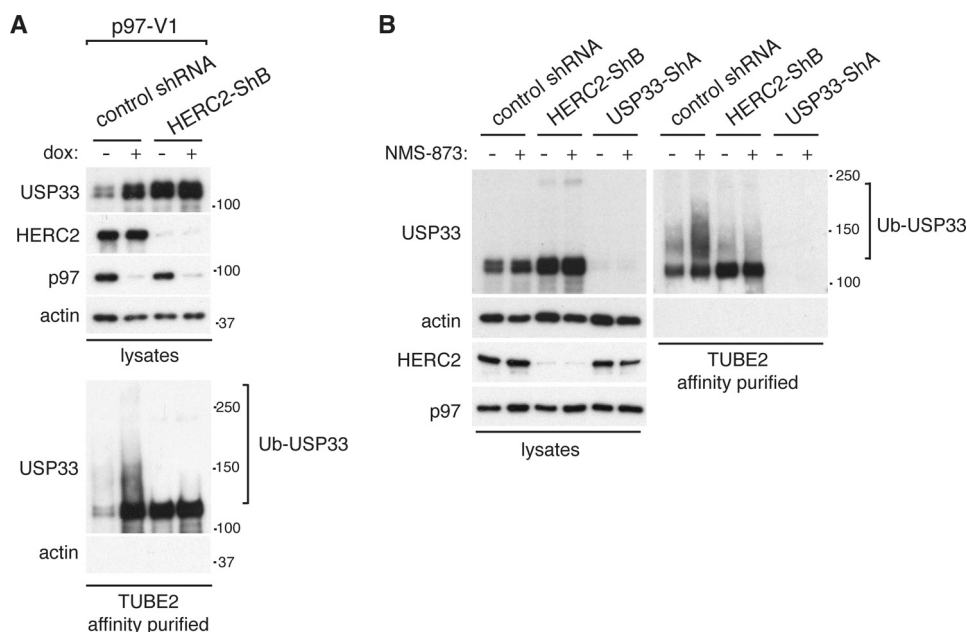 A
p97-V1
control shRNA
HERC2-ShB
dox: - + - +
USP33
-100
HERC2
p97
-100
actin
-37
lysates
-250
USP33
-150
Ub-USP33
-100
actin
-37
TUBE2
affinity purified
B
control shRNA
HERC2-ShB
USP33-ShA
control shRNA
HERC2-ShB
USP33-ShA
NMS-873: - + - + - + - + - + - +
-250
USP33
-150
Ub-USP33
-100
actin
HERC2
p97
lysates
TUBE2
affinity purified